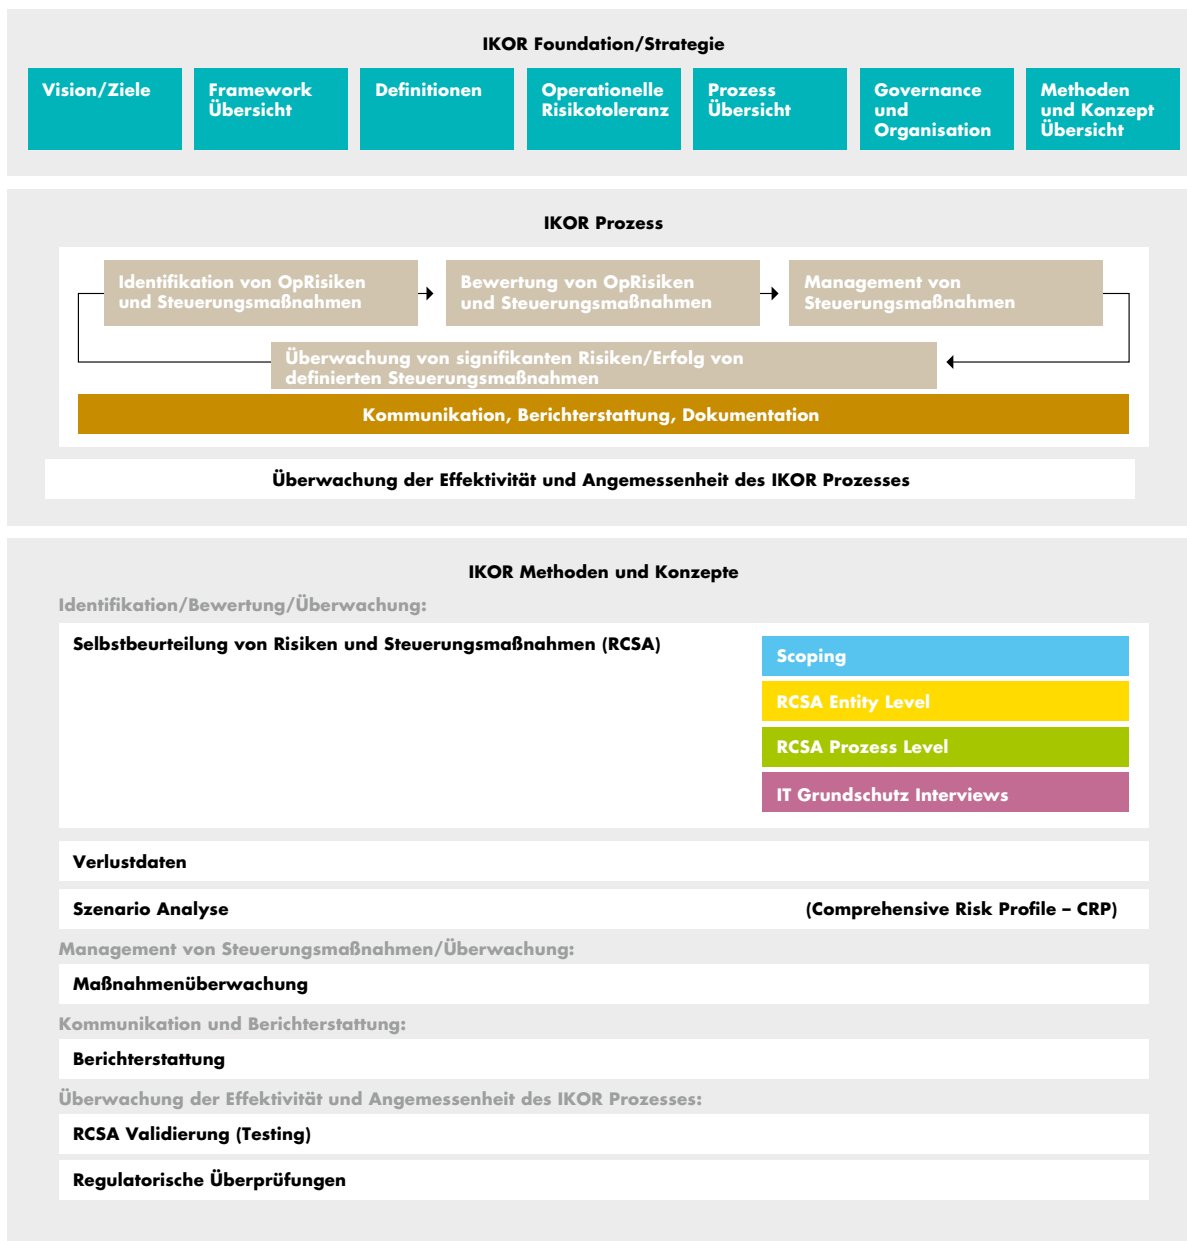 IKOR Foundation/Strategie
Vision/Ziele
Framework
Übersicht
Definitionen
Operationelle
Risikotoleranz
Prozess
Übersicht
Governance
und
Organisation
Methoden
und Konzept
Übersicht
IKOR Prozess
Identifikation von OpRisiken
und Steuerungsmaßnahmen
Bewertung von OpRisiken
und Steuerungsmaßnahmen
Management von
Steuerungsmaßnahmen
Überwachung von signifikanten Risiken/Erfolg von
definierten Steuerungsmaßnahmen
Kommunikation, Berichterstattung, Dokumentation
Überwachung der Effektivität und Angemessenheit des IKOR Prozesses
IKOR Methoden und Konzepte
Identifikation/Bewertung/Überwachung:
Selbstbeurteilung von Risiken und Steuerungsmaßnahmen (RCSA)
Scoping
RCSA Entity Level
RCSA Prozess Level
IT Grundschutz Interviews
Verlustdaten
Szenario Analyse (Comprehensive Risk Profile – CRP)
Management von Steuerungsmaßnahmen/Überwachung:
Maßnahmenüberwachung
Kommunikation und Berichterstattung:
Berichterstattung
Überwachung der Effektivität und Angemessenheit des IKOR Prozesses:
RCSA Validierung (Testing)
Regulatorische Überprüfungen